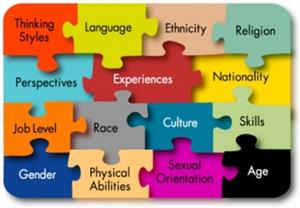 Thinking
Styles
Language
Ethnicity
Religion
Perspectives
Experiences
Nationality
Job Level
Race
Culture
Skills
Gender
Physical
Abilities
Sexual
Orientation
Age